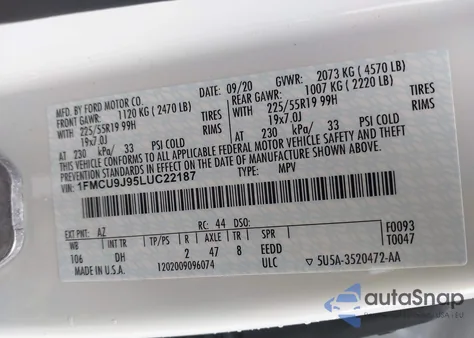 MFD. BY FORD MOTOR CO.
09/20 GVWR: 2073 KG ( 4570 LB)
FRONT GAWR: 1120 KG ( 2470 LB) REAR GAWR: 1007 KG ( 2220 LB)
WITH 225/55R19 99H TIRES WITH 225/55R19 99H TIRES
19x7.0J RIMS 19x7.0J RIMS
AT 230 kPa/ 33 PSI COLD AT 230 kPa/ 33 PSI COLD
THIS VEHICLE CONFORMS TO ALL APPLICABLE FEDERAL MOTOR VEHICLE SAFETY AND THEFT PREVENTION STANDARDS IN EFFECT ON THE DATE OF MANUFACTURE SHOWN ABOVE.
VIN: 1FMCU9J95LUC22187 TYPE: MPV
EXT PNT: AZ RC: 44 DSO: F0093
106 INT TR TP/PS R AXLE TR SPR T0047
DH 2 47 8 EEDD
MADE IN U.S.A. 1202009096074 ULC 5U5A-3520472-AA
autoSnap
USA - EU